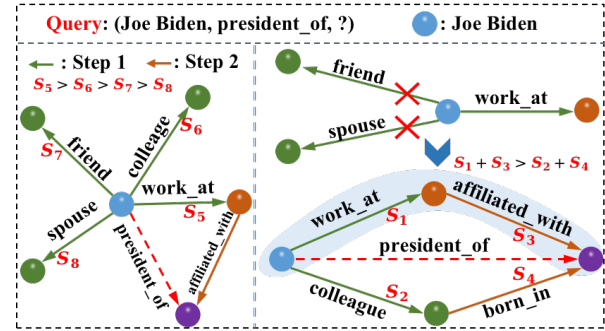 Query: (Joe Biden, president_of, ?) : Joe Biden
: Step 1 : Step 2
S5 > S6 > S7 > S8
S6
colleage
S7
friend
work_at
S5
spouse
S8
president_of
affiliated_with
friend
work_at
spouse
S1 + S3 > S2 + S4
work_at
S1
affiliated_with
S3
president_of
S2
S4
colleague
born_in